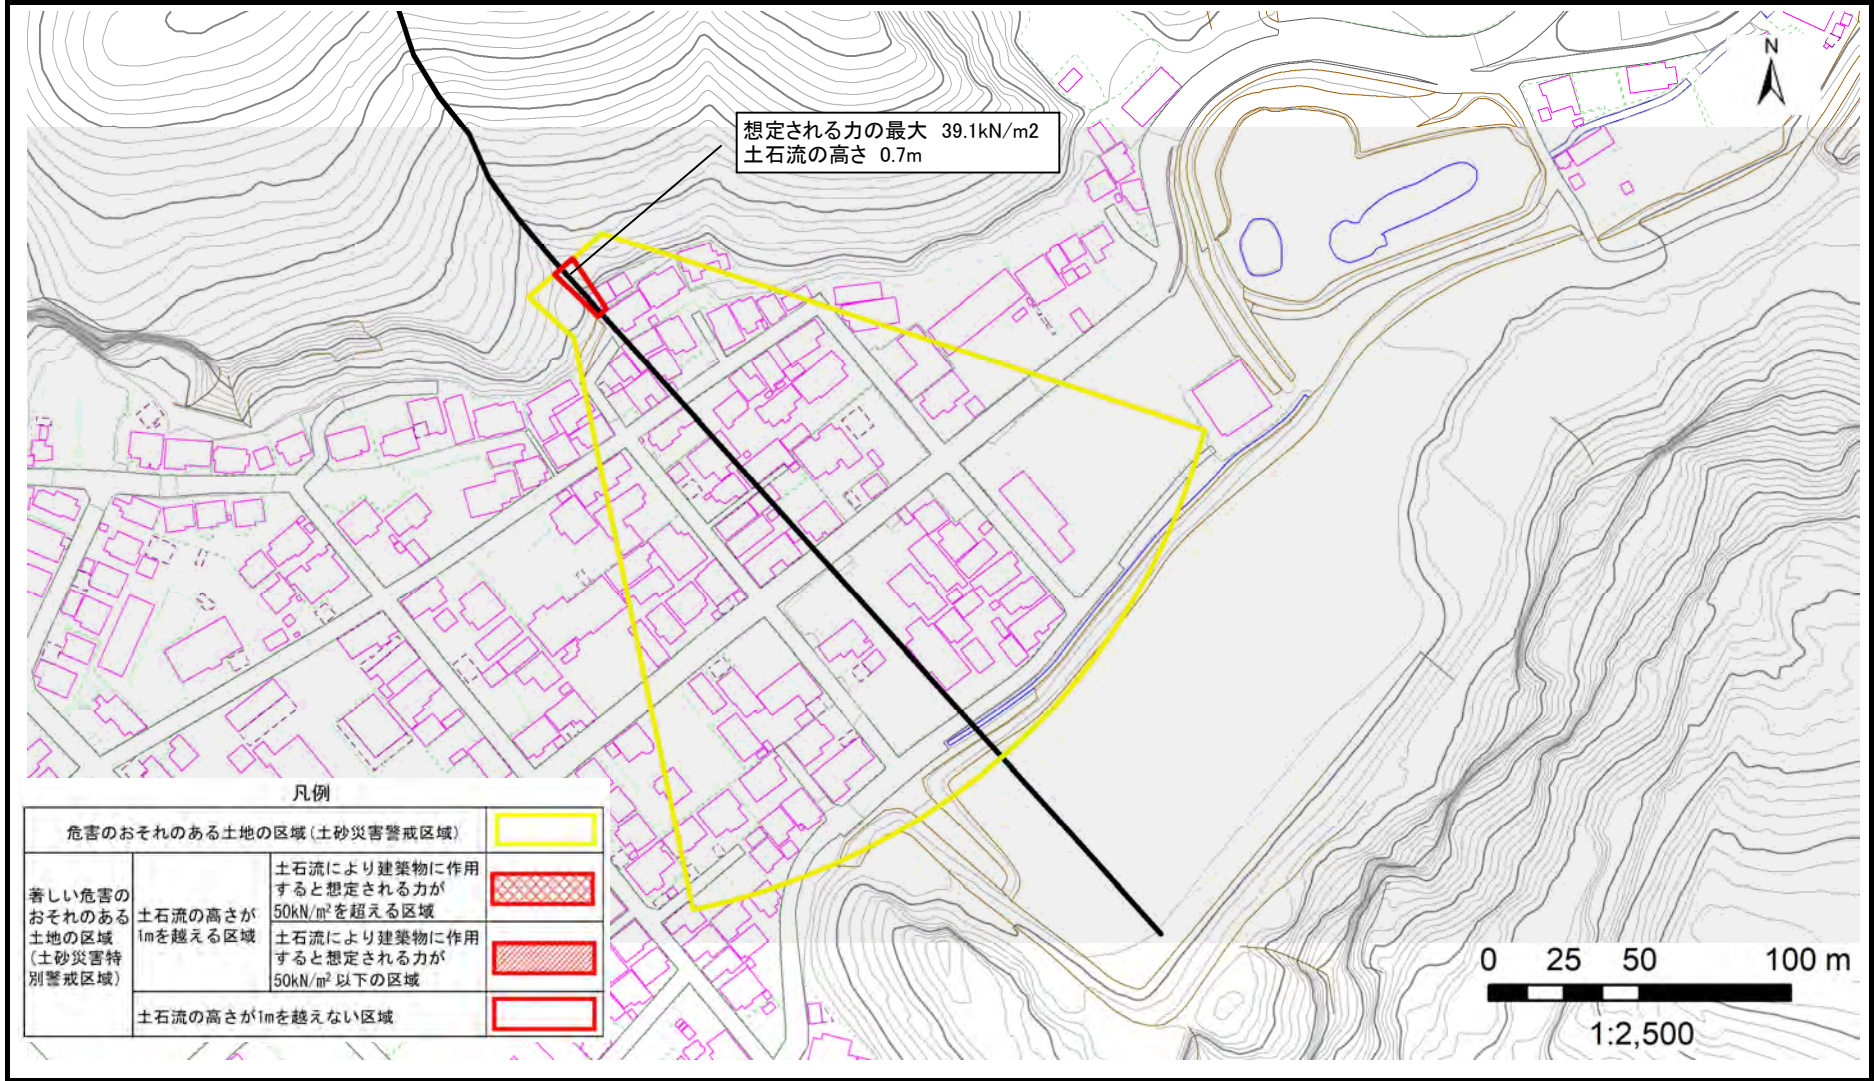 N
想定される力の最大 39.1kN/m2
土石流の高さ 0.7m
凡例
危害のおそれのある土地の区域(土砂災害警戒区域)
著しい危害の
おそれのある
土地の区域
(土砂災害特
別警戒区域)
土石流の高さが
1mを越える区域
土石流により建築物に作用
すると想定される力が
50kN/m²を超える区域
土石流により建築物に作用
すると想定される力が
50kN/m²以下の区域
土石流の高さが1mを越えない区域
0 25 50 100 m
1:2,500